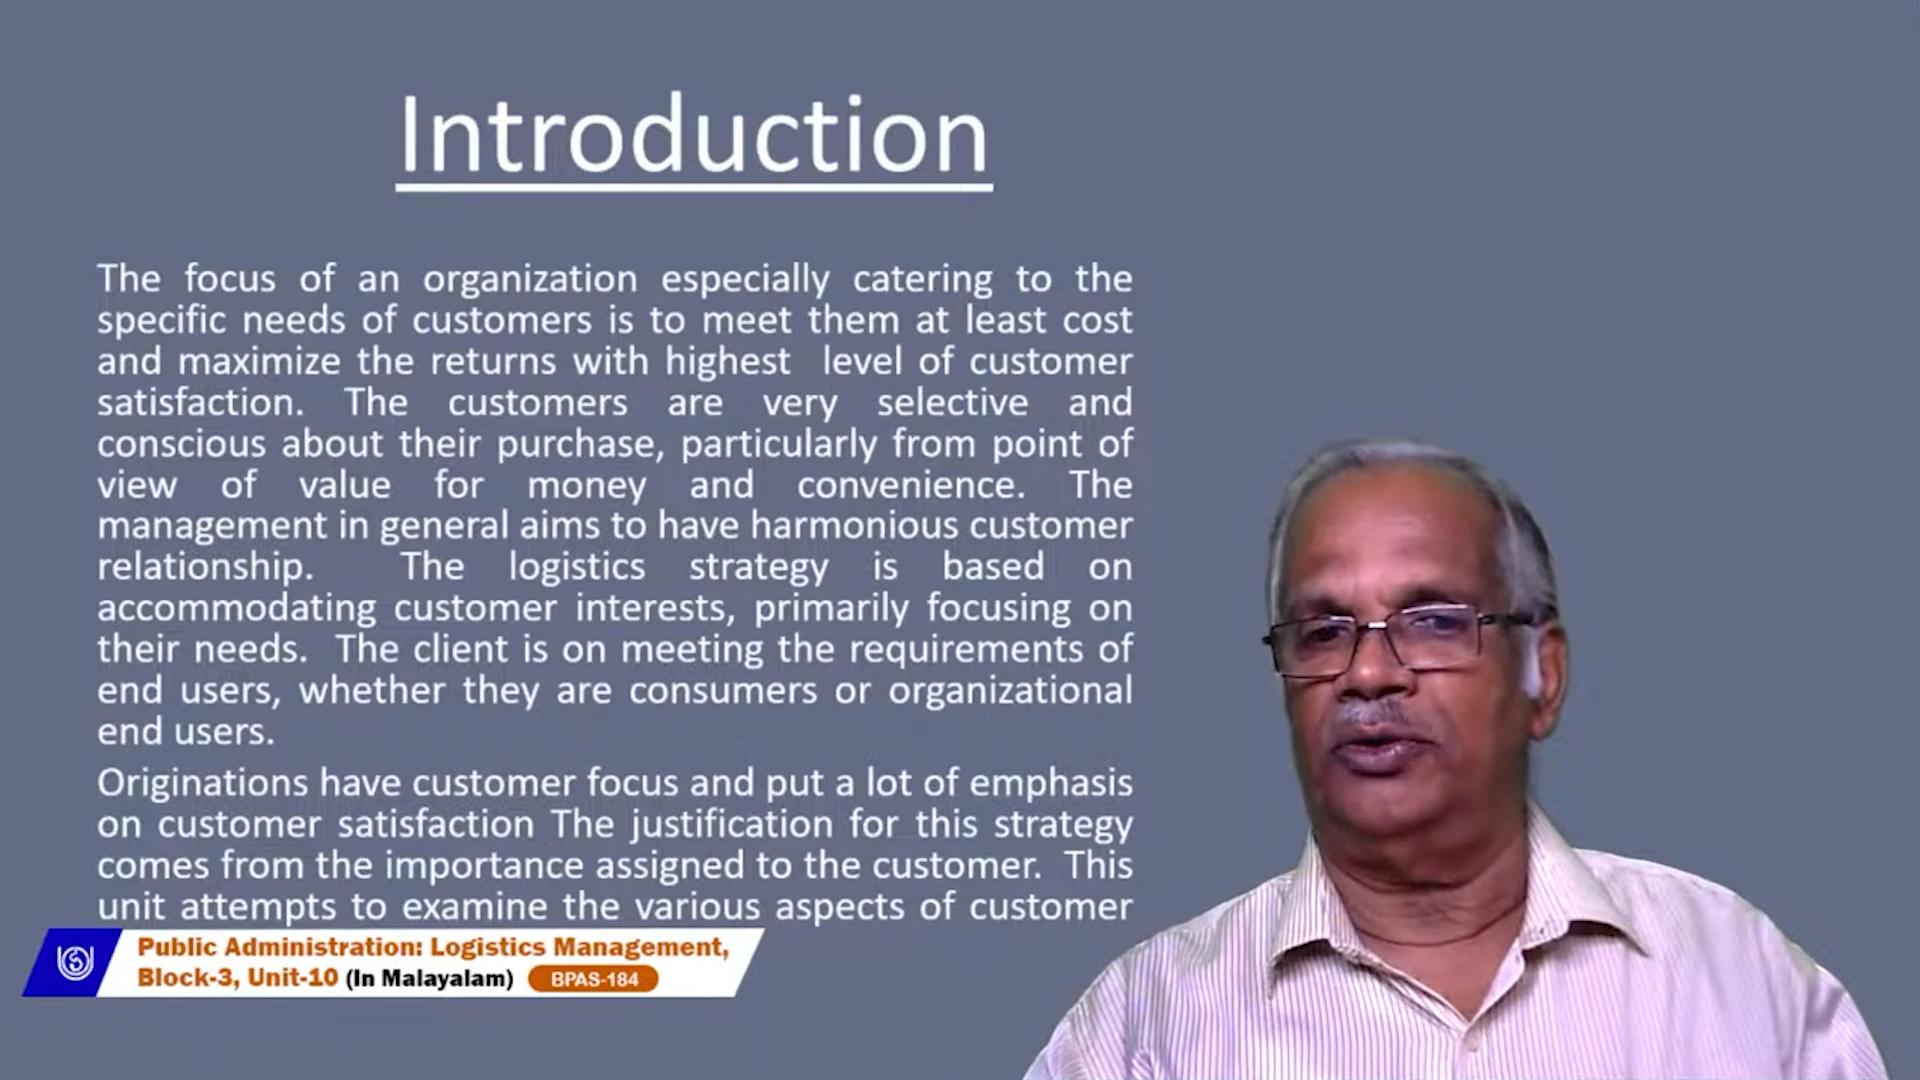 Introduction
The focus of an organization especially catering to the
specific needs of customers is to meet them at least cost
and maximize the returns with highest level of customer
satisfaction. The customers are very selective and
conscious about their purchase, particularly from point of
view of value for money and convenience. The
management in general aims to have harmonious customer
relationship. The logistics strategy is based on
accommodating customer interests, primarily focusing on
their needs. The client is on meeting the requirements of
end users, whether they are consumers or organizational
end users.
Originations have customer focus and put a lot of emphasis
on customer satisfaction The justification for this strategy
comes from the importance assigned to the customer. This
unit attempts to examine the various aspects of customer
Public Administration: Logistics Management,
Block-3, Unit-10 (In Malayalam) BPAS-184